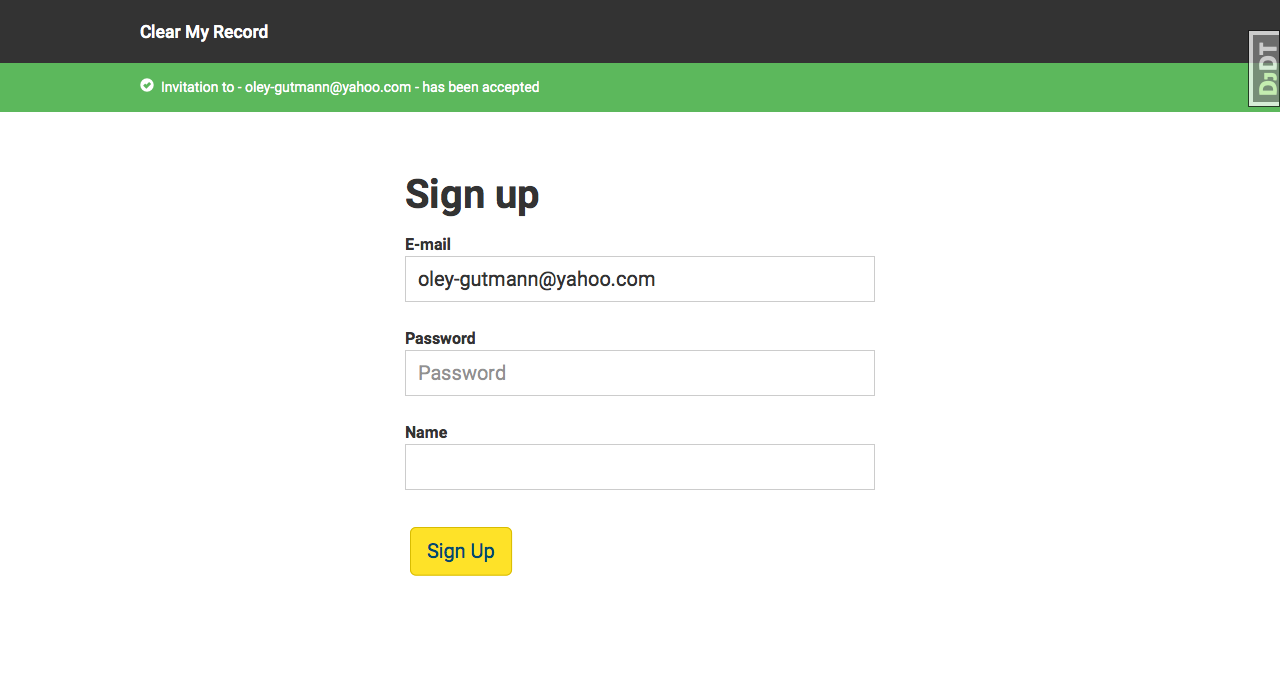 Clear My Record
DJDT
Invitation to - oley-gutmann@yahoo.com - has been accepted
Sign up
E-mail
oley-gutmann@yahoo.com
Password
Password
Name
Sign Up